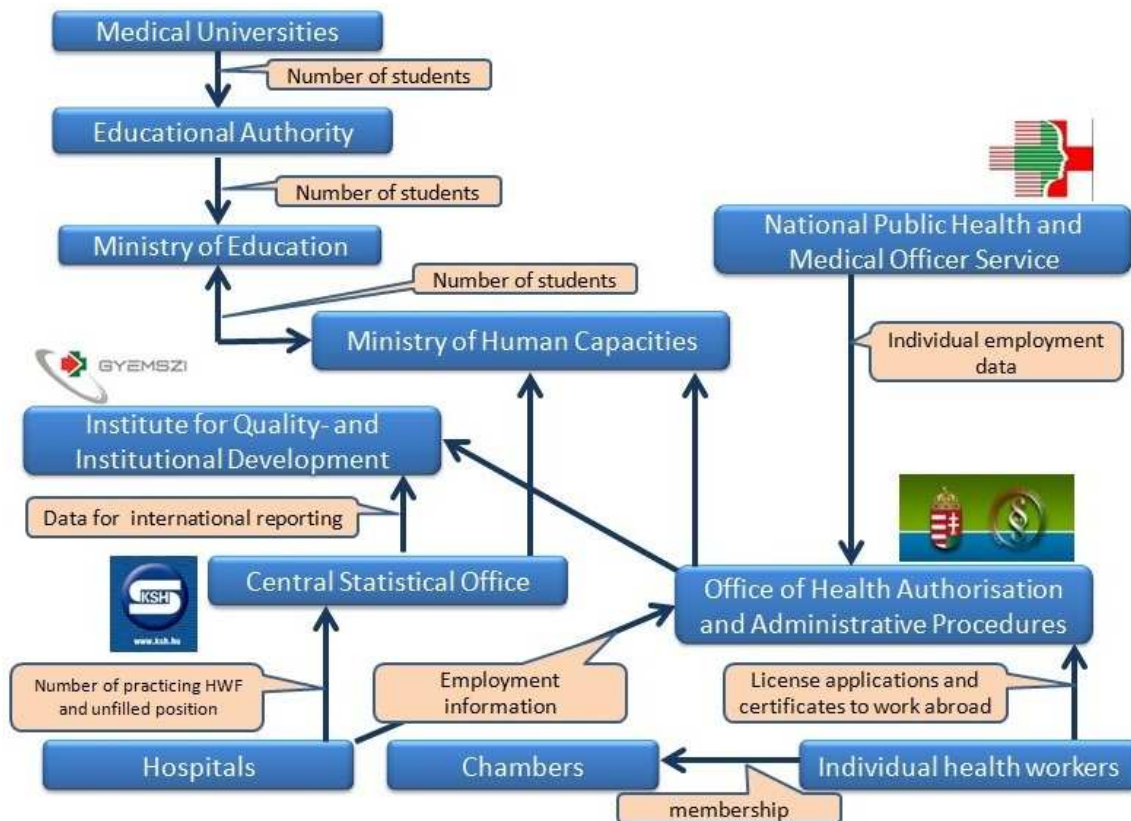 Medical Universities
Number of students
Educational Authority
Number of students
Ministry of Education
National Public Health and
Medical Officer Service
Number of students
Ministry of Human Capacities
Individual employment
data
GYEMSZI
Institute for Quality- and
Institutional Development
Data for international reporting
Central Statistical Office
KSH
www.ksh.hu
Office of Health Authorisation
and Administrative Procedures
Number of practicing HWF
and unfilled position
Employment
information
License applications and
certificates to work abroad
Hospitals
Chambers
Individual health workers
membership